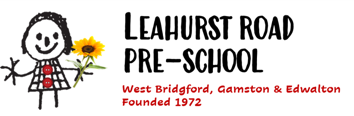 LEAHURST ROAD
PRE-SCHOOL
West Bridgford, Gamston & Edwalton
Founded 1972